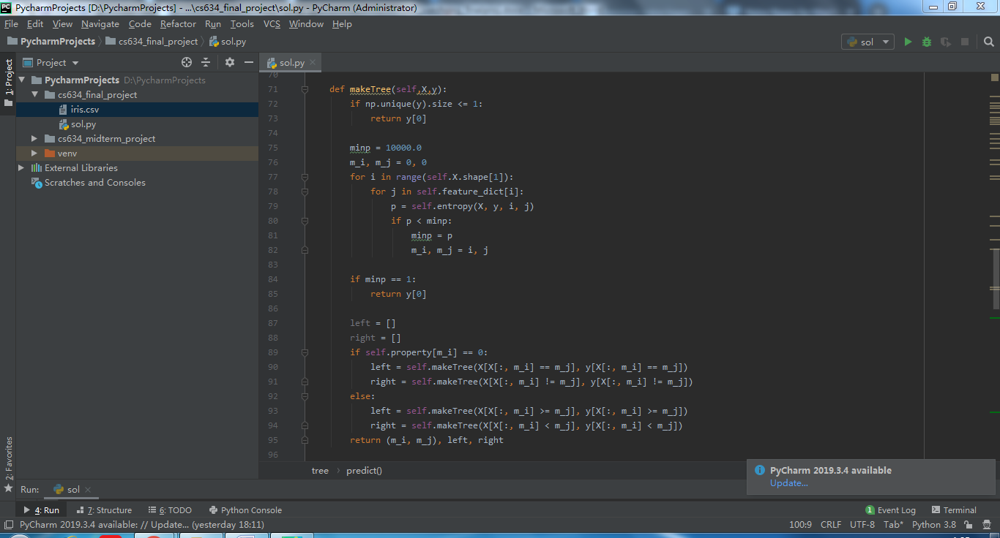 PycharmProjects [D:\PycharmProjects] - ...\cs634_final_project\sol.py - PyCharm (Administrator)
File Edit View Navigate Code Refactor Run Tools VCS Window Help
PycharmProjects cs634_final_project sol.py sol
1: Project
Project
PycharmProjects D:\PycharmProjects
cs634_final_project
iris.csv
sol.py
cs634_midterm_project
venv
External Libraries
Scratches and Consoles
sol.py
70
71 def makeTree(self,X,y):
72 if np.unique(y).size <= 1:
73 return y[0]
74
75 minp = 10000.0
76 m_i, m_j = 0, 0
77 for i in range(self.X.shape[1]):
78 for j in self.feature_dict[i]:
79 p = self.entropy(X, y, i, j)
80 if p < minp:
81 minp = p
82 m_i, m_j = i, j
83
84 if minp == 1:
85 return y[0]
86
87 left = []
88 right = []
89 if self.property[m_i] == 0:
90 left = self.makeTree(X[X[:, m_i] == m_j], y[X[:, m_i] == m_j])
91 right = self.makeTree(X[X[:, m_i] != m_j], y[X[:, m_i] != m_j])
92 else:
93 left = self.makeTree(X[X[:, m_i] >= m_j], y[X[:, m_i] >= m_j])
94 right = self.makeTree(X[X[:, m_i] < m_j], y[X[:, m_i] < m_j])
95 return (m_i, m_j), left, right
96
tree predict()
2: Favorites
PyCharm 2019.3.4 available
Update...
Run: sol
4: Run 7: Structure 6: TODO Python Console Event Log Terminal
PyCharm 2019.3.4 available: // Update... (yesterday 18:11) 100:9 CRLF UTF-8 Tab* Python 3.8